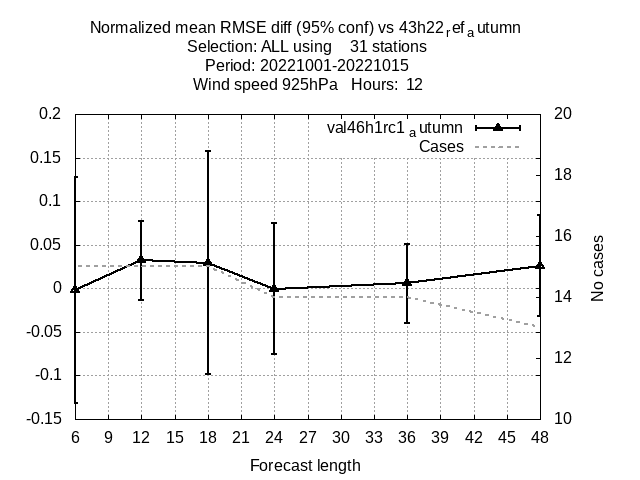 Normalized mean RMSE diff (95% conf) vs 43h22refautumn
Selection: ALL using 31 stations
Period: 20221001-20221015
Wind speed 925hPa Hours: 12
val46h1rc1autumn
Cases
0.2
0.15
0.1
0.05
0
-0.05
-0.1
-0.15
20
18
16
14
12
10
No cases
6 9 12 15 18 21 24 27 30 33 36 39 42 45 48
Forecast length